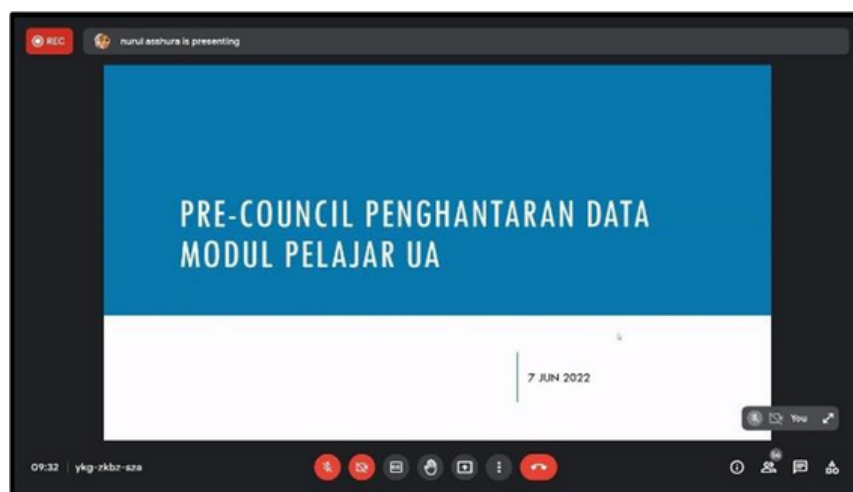 REC
nurul asshura is presenting
PRE-COUNCIL PENGHANTARAN DATA
MODUL PELAJAR UA
7 JUN 2022
You
09:32 | ykg-zkbz-sza
56